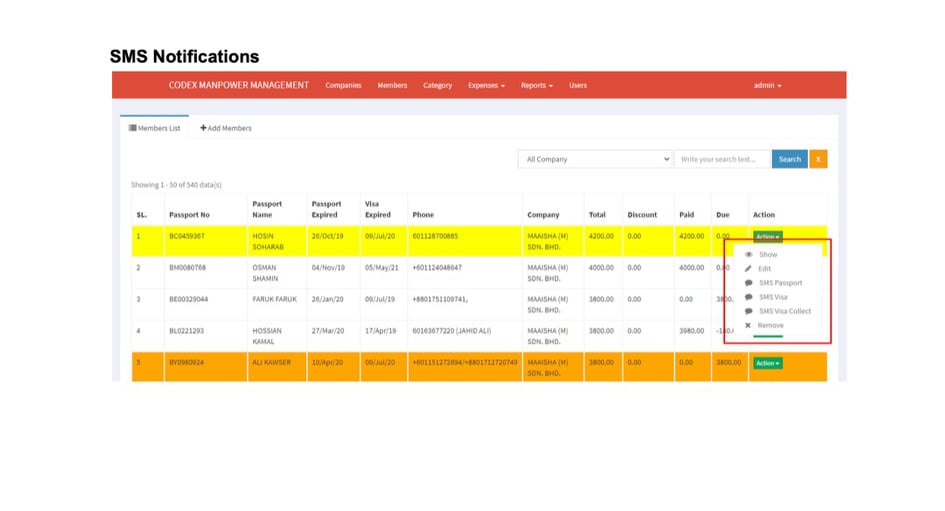 SMS Notifications
CODEX MANPOWER MANAGEMENT Companies Members Category Expenses Reports Users admin
Members List Add Members
All Company Write your search text... Search X
Showing 1 - 50 of 540 data(s)
SL. Passport No Passport Name Passport Expired Visa Expired Phone Company Total Discount Paid Due Action
1 BC0459367 HOSIN SOHARAB 26/Oct/19 09/Jul/20 601128700885 MAAISHA (M) SDN. BHD. 4200.00 0.00 4200.00 0.00 Action
2 BM0080768 OSMAN SHAMIN 04/Nov/19 05/May/21 +601124046647 MAAISHA (M) SDN. BHD. 4000.00 0.00 4000.00
3 BE00329044 FARUK FARUK 26/Jan/20 09/Jul/19 +8801751109741, MAAISHA (M) SDN. BHD. 3800.00 0.00 0.00
4 BL0221293 HOSSIAN KAMAL 27/Mar/20 17/Apr/19 60163677220 (JAHID ALI) MAAISHA (M) SDN. BHD. 3800.00 0.00 3980.00
Show
Edit
SMS Passport
SMS Visa
SMS Visa Collect
Remove
5 BY0980924 ALI KAWSER 10/Apr/20 09/Jul/20 +601151272694/+8801712720749 MAAISHA (M) SDN. BHD. 3800.00 0.00 0.00 3800.00 Action